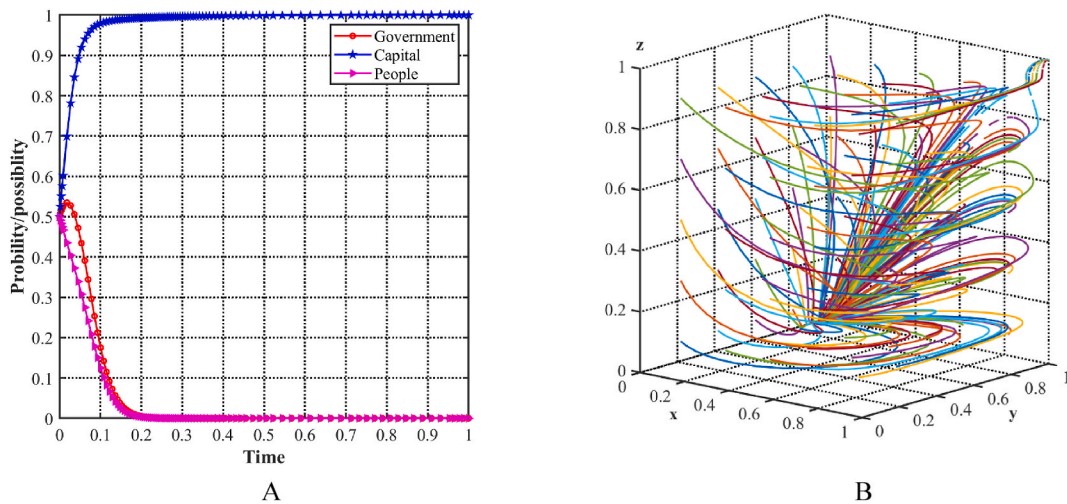 Probility/possiblity
1
0.9
0.8
0.7
0.6
0.5
0.4
0.3
0.2
0.1
0
Government
Capital
People
0 0.1 0.2 0.3 0.4 0.5 0.6 0.7 0.8 0.9 1
Time
A
z
1
0.8
0.6
0.4
0.2
0
0 0.2 0.4 0.6 0.8 1
x
0 0.2 0.4 0.6 0.8 1
y
B